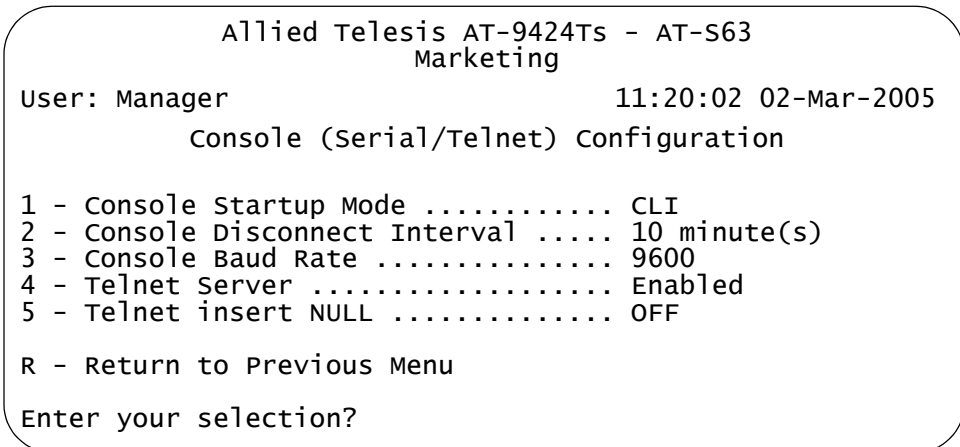 Allied Telesis AT-9424Ts - AT-S63
Marketing
User: Manager 11:20:02 02-Mar-2005
Console (Serial/Telnet) Configuration
1 - Console Startup Mode ............ CLI
2 - Console Disconnect Interval ..... 10 minute(s)
3 - Console Baud Rate ............... 9600
4 - Telnet Server ................... Enabled
5 - Telnet insert NULL .............. OFF
R - Return to Previous Menu
Enter your selection?